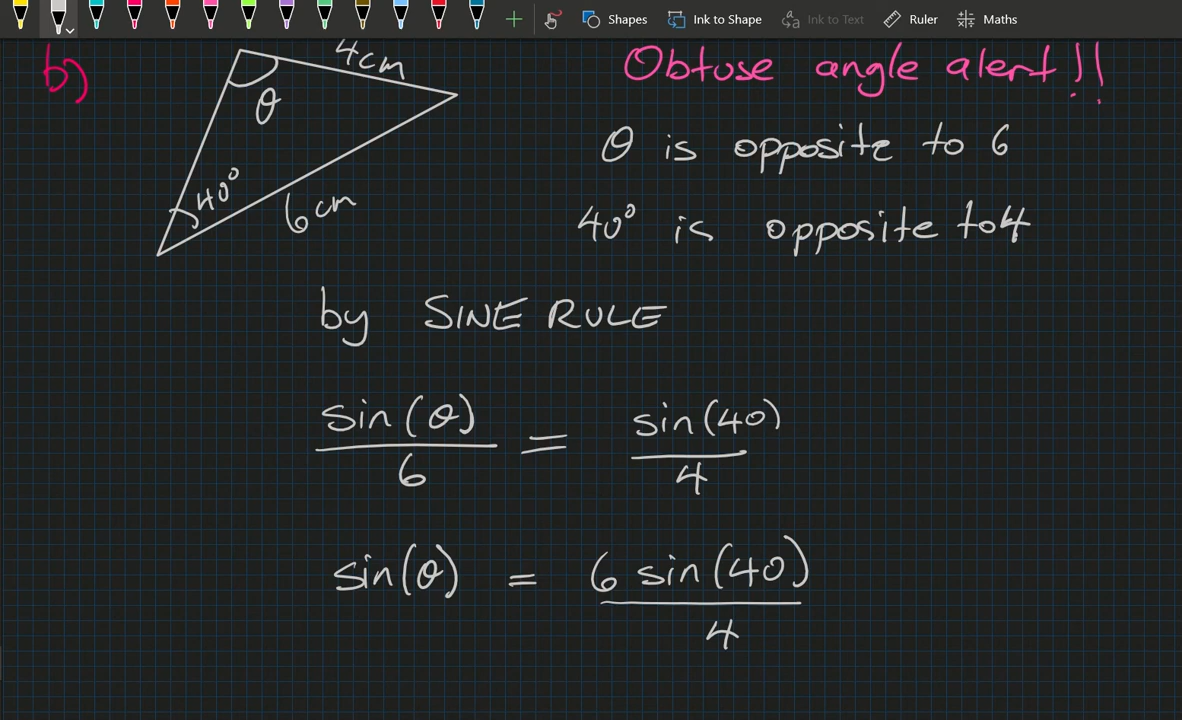 Shapes Ink to Shape Ink to Text Ruler Maths
b)
4cm
θ
40°
6cm
Obtuse angle alert!!
θ is opposite to 6
40° is opposite to 4
by SINE RULE
sin(θ)/6 = sin(40)/4
sin(θ) = 6 sin(40)/4